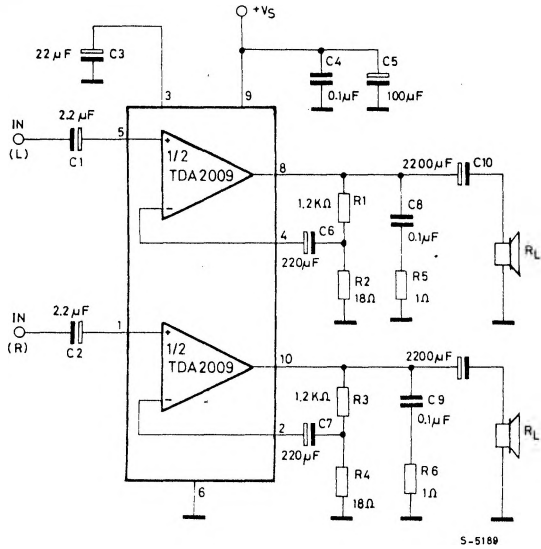 +VS
22µF
C3
C4
0.1µF
C5
100µF
3
9
IN
(L)
2.2µF
C1
5
+
1/2
TDA2009
−
8
4
C6
220µF
1.2KΩ
R1
R2
18Ω
C8
0.1µF
R5
1Ω
2200µF
C10
RL
IN
(R)
2.2µF
C2
1
+
1/2
TDA2009
−
10
2
C7
220µF
1.2KΩ
R3
R4
18Ω
C9
0.1µF
R6
1Ω
2200µF
RL
6
S-5189